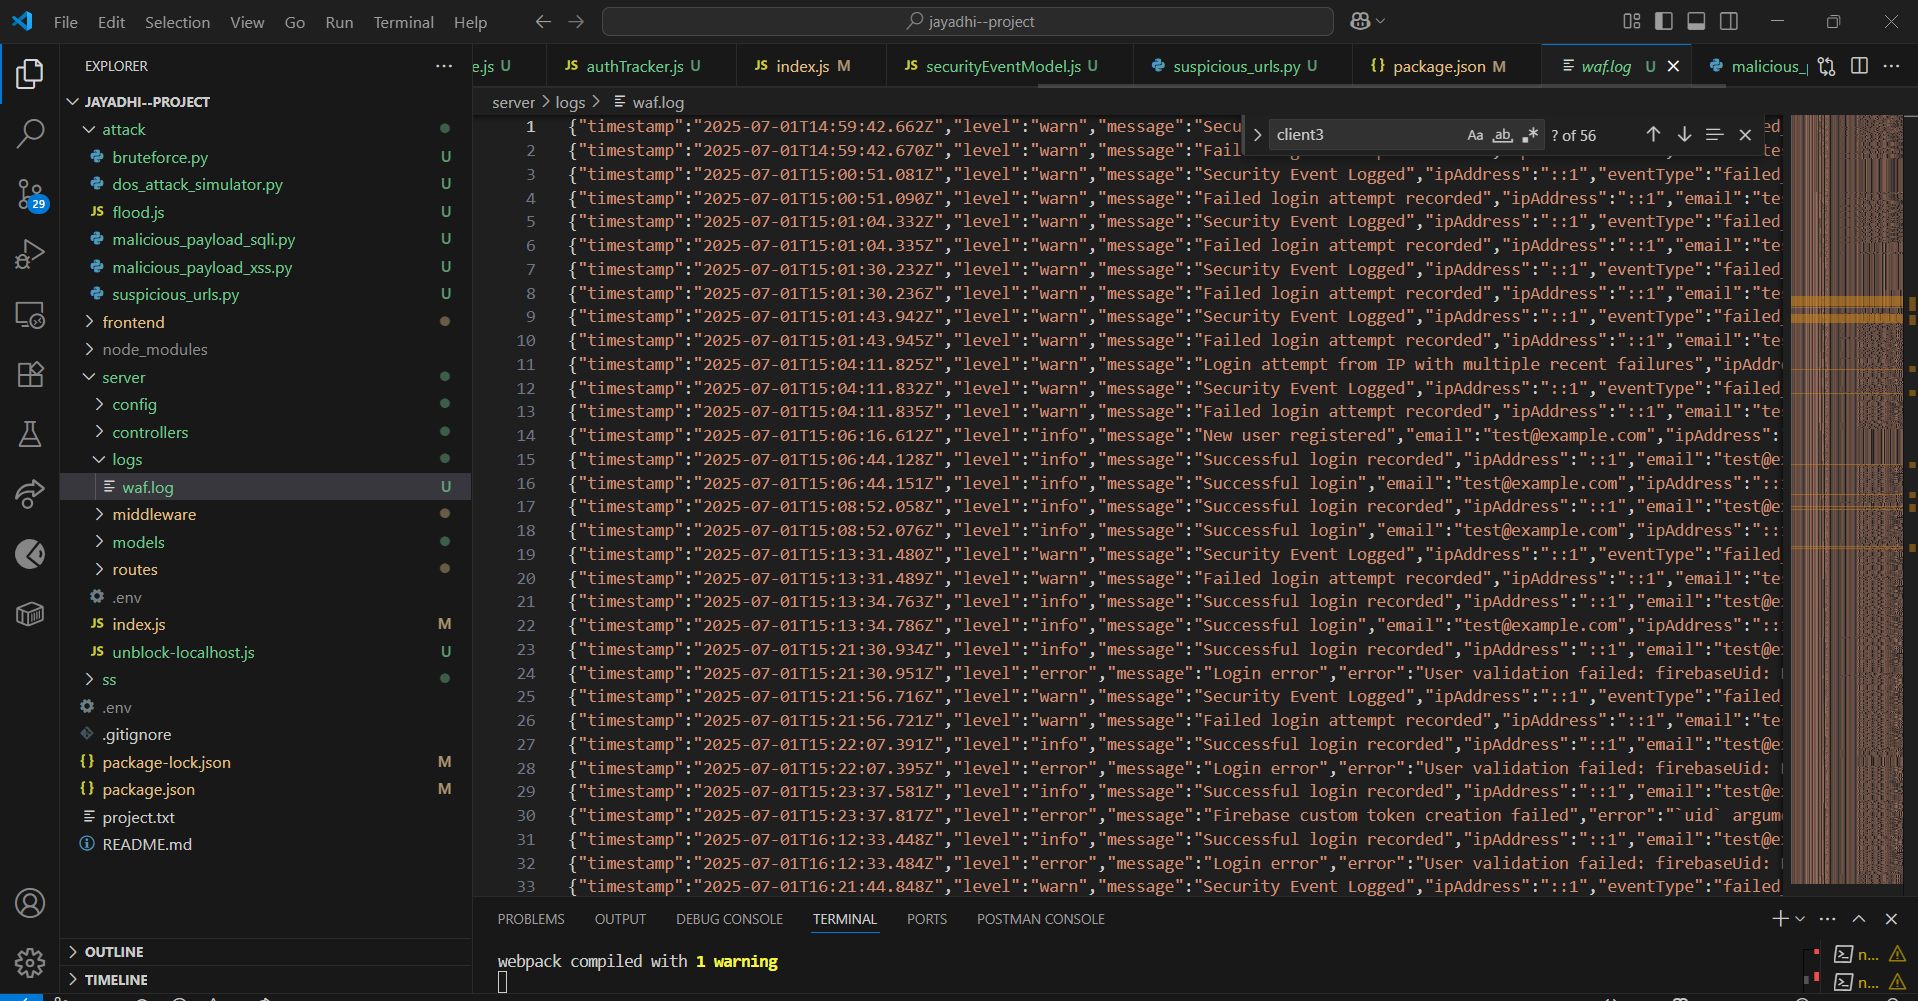 File Edit Selection View Go Run Terminal Help
jayadhi--project
EXPLORER
JAYADHI--PROJECT
attack
bruteforce.py U
dos_attack_simulator.py U
flood.js U
malicious_payload_sqli.py U
malicious_payload_xss.py U
suspicious_urls.py U
frontend
node_modules
server
config
controllers
logs
waf.log U
middleware
models
routes
.env
index.js M
unblock-localhost.js U
ss
.env
.gitignore
package-lock.json M
package.json M
project.txt
README.md
OUTLINE
TIMELINE
29
e.js U
JS authTracker.js U
JS index.js M
JS securityEventModel.js U
suspicious_urls.py U
{} package.json M
waf.log U
malicious_
server > logs > waf.log
client3 Aa ab ? of 56
1 {"timestamp":"2025-07-01T14:59:42.662Z","level":"warn","message":"Secu
2 {"timestamp":"2025-07-01T14:59:42.670Z","level":"warn","message":"Fail
3 {"timestamp":"2025-07-01T15:00:51.081Z","level":"warn","message":"Security Event Logged","ipAddress":"::1","eventType":"failed_
4 {"timestamp":"2025-07-01T15:00:51.090Z","level":"warn","message":"Failed login attempt recorded","ipAddress":"::1","email":"te
5 {"timestamp":"2025-07-01T15:01:04.332Z","level":"warn","message":"Security Event Logged","ipAddress":"::1","eventType":"failed_
6 {"timestamp":"2025-07-01T15:01:04.335Z","level":"warn","message":"Failed login attempt recorded","ipAddress":"::1","email":"te
7 {"timestamp":"2025-07-01T15:01:30.232Z","level":"warn","message":"Security Event Logged","ipAddress":"::1","eventType":"failed_
8 {"timestamp":"2025-07-01T15:01:30.236Z","level":"warn","message":"Failed login attempt recorded","ipAddress":"::1","email":"te
9 {"timestamp":"2025-07-01T15:01:43.942Z","level":"warn","message":"Security Event Logged","ipAddress":"::1","eventType":"failed_
10 {"timestamp":"2025-07-01T15:01:43.945Z","level":"warn","message":"Failed login attempt recorded","ipAddress":"::1","email":"te
11 {"timestamp":"2025-07-01T15:04:11.825Z","level":"warn","message":"Login attempt from IP with multiple recent failures","ipAddr
12 {"timestamp":"2025-07-01T15:04:11.832Z","level":"warn","message":"Security Event Logged","ipAddress":"::1","eventType":"failed_
13 {"timestamp":"2025-07-01T15:04:11.835Z","level":"warn","message":"Failed login attempt recorded","ipAddress":"::1","email":"te
14 {"timestamp":"2025-07-01T15:06:16.612Z","level":"info","message":"New user registered","email":"test@example.com","ipAddress":
15 {"timestamp":"2025-07-01T15:06:44.128Z","level":"info","message":"Successful login recorded","ipAddress":"::1","email":"test@e
16 {"timestamp":"2025-07-01T15:06:44.151Z","level":"info","message":"Successful login","email":"test@example.com","ipAddress":"::
17 {"timestamp":"2025-07-01T15:08:52.058Z","level":"info","message":"Successful login recorded","ipAddress":"::1","email":"test@e
18 {"timestamp":"2025-07-01T15:08:52.076Z","level":"info","message":"Successful login","email":"test@example.com","ipAddress":"::
19 {"timestamp":"2025-07-01T15:13:31.480Z","level":"warn","message":"Security Event Logged","ipAddress":"::1","eventType":"failed_
20 {"timestamp":"2025-07-01T15:13:31.489Z","level":"warn","message":"Failed login attempt recorded","ipAddress":"::1","email":"te
21 {"timestamp":"2025-07-01T15:13:34.763Z","level":"info","message":"Successful login recorded","ipAddress":"::1","email":"test@e
22 {"timestamp":"2025-07-01T15:13:34.786Z","level":"info","message":"Successful login","email":"test@example.com","ipAddress":"::
23 {"timestamp":"2025-07-01T15:21:30.934Z","level":"info","message":"Successful login recorded","ipAddress":"::1","email":"test@e
24 {"timestamp":"2025-07-01T15:21:30.951Z","level":"error","message":"Login error","error":"User validation failed: firebaseUid:
25 {"timestamp":"2025-07-01T15:21:56.716Z","level":"warn","message":"Security Event Logged","ipAddress":"::1","eventType":"failed_
26 {"timestamp":"2025-07-01T15:21:56.721Z","level":"warn","message":"Failed login attempt recorded","ipAddress":"::1","email":"te
27 {"timestamp":"2025-07-01T15:22:07.391Z","level":"info","message":"Successful login recorded","ipAddress":"::1","email":"test@e
28 {"timestamp":"2025-07-01T15:22:07.395Z","level":"error","message":"Login error","error":"User validation failed: firebaseUid:
29 {"timestamp":"2025-07-01T15:23:37.581Z","level":"info","message":"Successful login recorded","ipAddress":"::1","email":"test@e
30 {"timestamp":"2025-07-01T15:23:37.817Z","level":"error","message":"Firebase custom token creation failed","error":"`uid` argum
31 {"timestamp":"2025-07-01T16:12:33.448Z","level":"info","message":"Successful login recorded","ipAddress":"::1","email":"test@e
32 {"timestamp":"2025-07-01T16:12:33.484Z","level":"error","message":"Login error","error":"User validation failed: firebaseUid:
33 {"timestamp":"2025-07-01T16:21:44.848Z","level":"warn","message":"Security Event Logged","ipAddress":"::1","eventType":"failed_
PROBLEMS OUTPUT DEBUG CONSOLE TERMINAL PORTS POSTMAN CONSOLE
webpack compiled with 1 warning
n...
n...